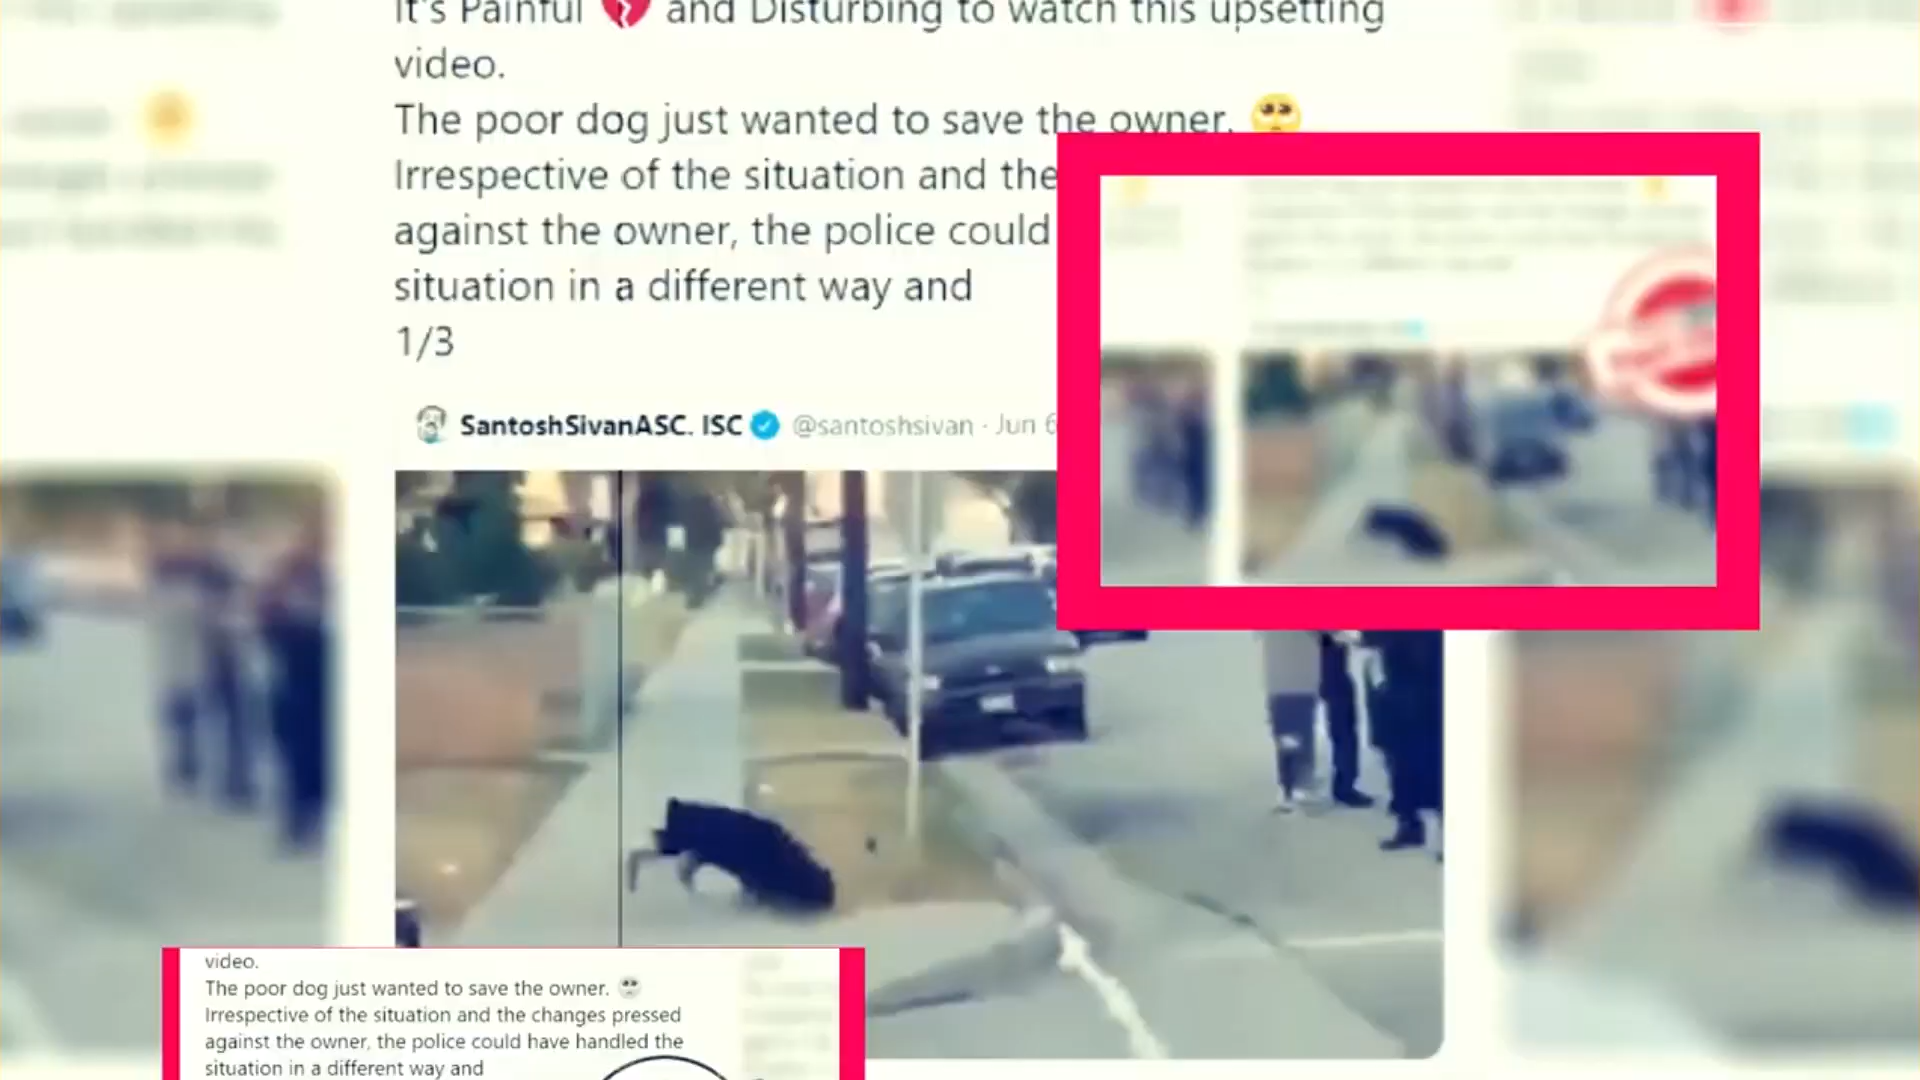 It's Painful 💔 and Disturbing to watch this upsetting
video.
The poor dog just wanted to save the owner. 🥺
Irrespective of the situation and the
against the owner, the police could
situation in a different way and
1/3
SantoshSivanASC. ISC @santoshsivan · Jun 6
video.
The poor dog just wanted to save the owner. 🥺
Irrespective of the situation and the changes pressed
against the owner, the police could have handled the
situation in a different way and